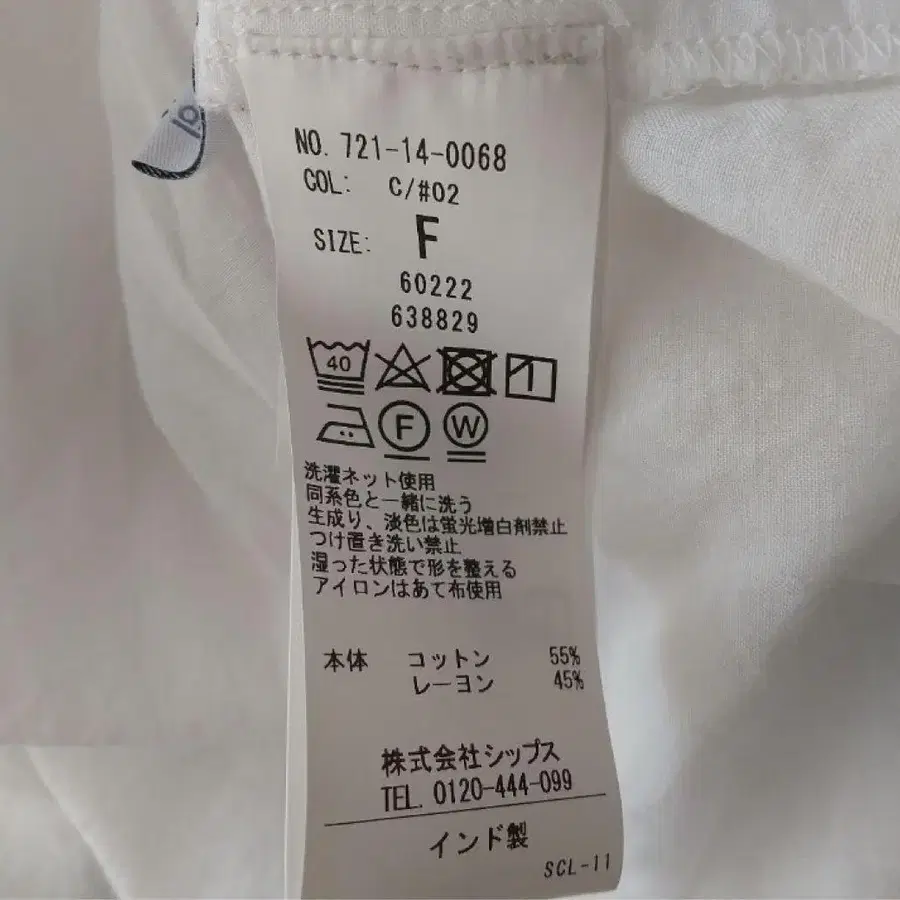 NO. 721-14-0068
COL: C/#02
SIZE: F
60222
638829
40
F W
洗濯ネット使用
同系色と一緒に洗う
生成り、淡色は蛍光増白剤禁止
つけ置き洗い禁止
湿った状態で形を整える
アイロンはあて布使用
本体 コットン 55%
レーヨン 45%
株式会社シップス
TEL. 0120-444-099
インド製
SCL-11